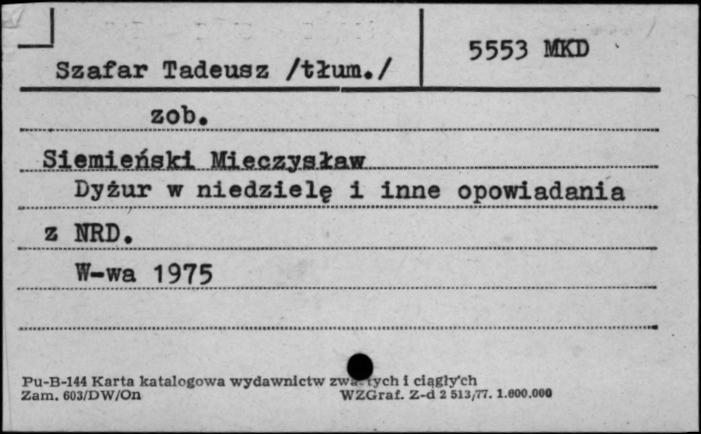 Szafar Tadeusz /tłum./
5553 MKD
zob.
Siemieński Mieczysław
Dyżur w niedzielę i inne opowiadania
z NRD.
W-wa 1975
Pu-B-144 Karta katalogowa wydawnictw zwartych i ciągłych
Zam. 603/DW/On
WZGraf. Z-d 2 513/77. 1.600.000